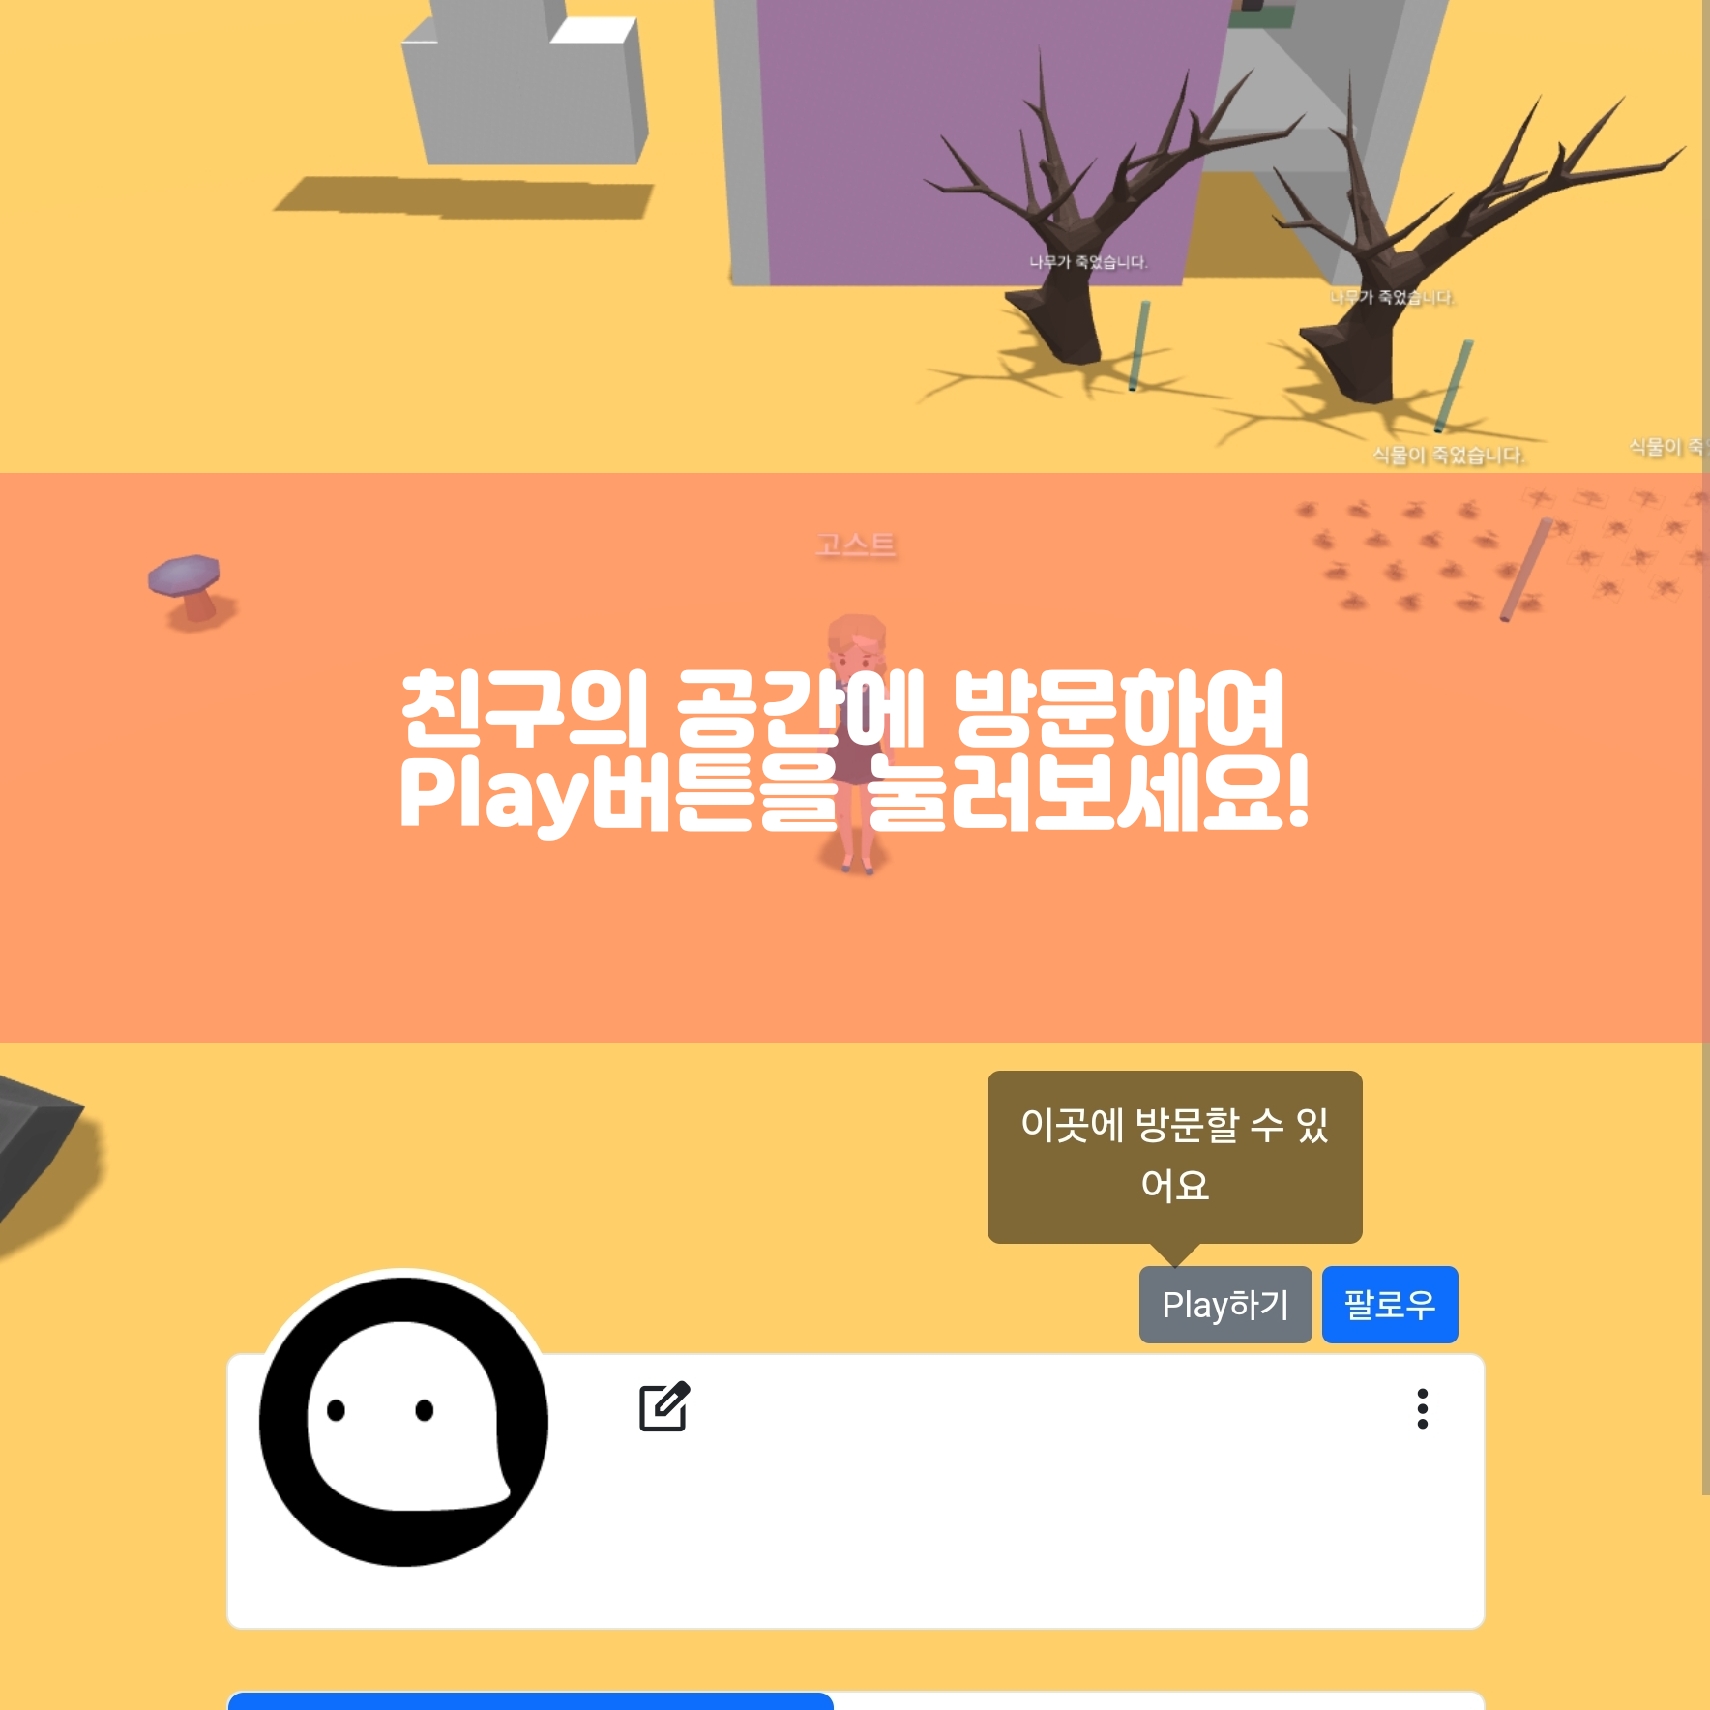 나무가 죽었습니다.
나무가 죽었습니다.
식물이 죽었습니다.
식물이 죽
고스트
친구의 공간에 방문하여
Play버튼을 눌러보세요!
이곳에 방문할 수 있
어요
Play하기
팔로우